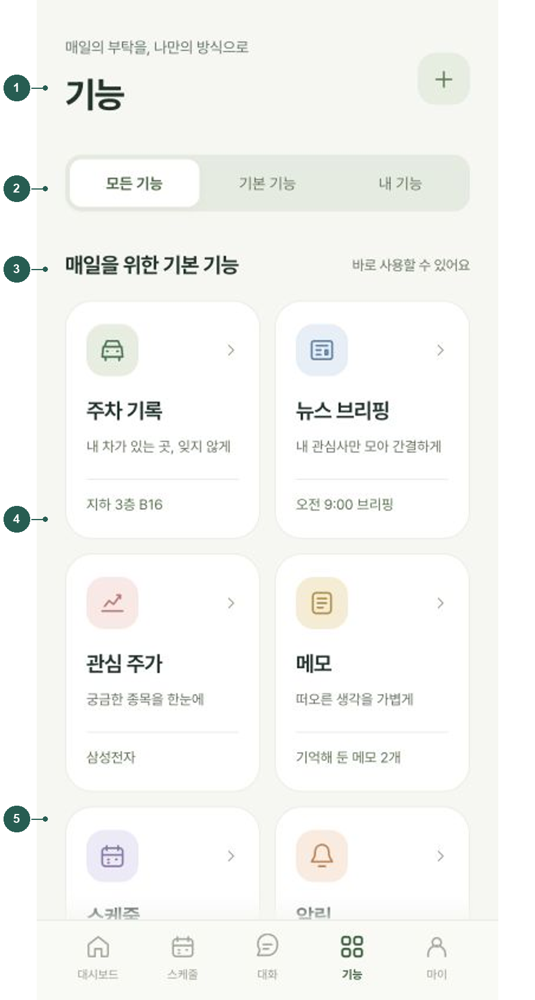 매일의 부탁을, 나만의 방식으로
1
기능
2
모든 기능 기본 기능 내 기능
3
매일을 위한 기본 기능 바로 사용할 수 있어요
주차 기록
내 차가 있는 곳, 잊지 않게
지하 3층 B16
뉴스 브리핑
내 관심사만 모아 간결하게
오전 9:00 브리핑
4
관심 주가
궁금한 종목을 한눈에
삼성전자
메모
떠오른 생각을 가볍게
기억해 둔 메모 2개
5
스케줄
알림
대시보드 스케줄 대화 기능 마이